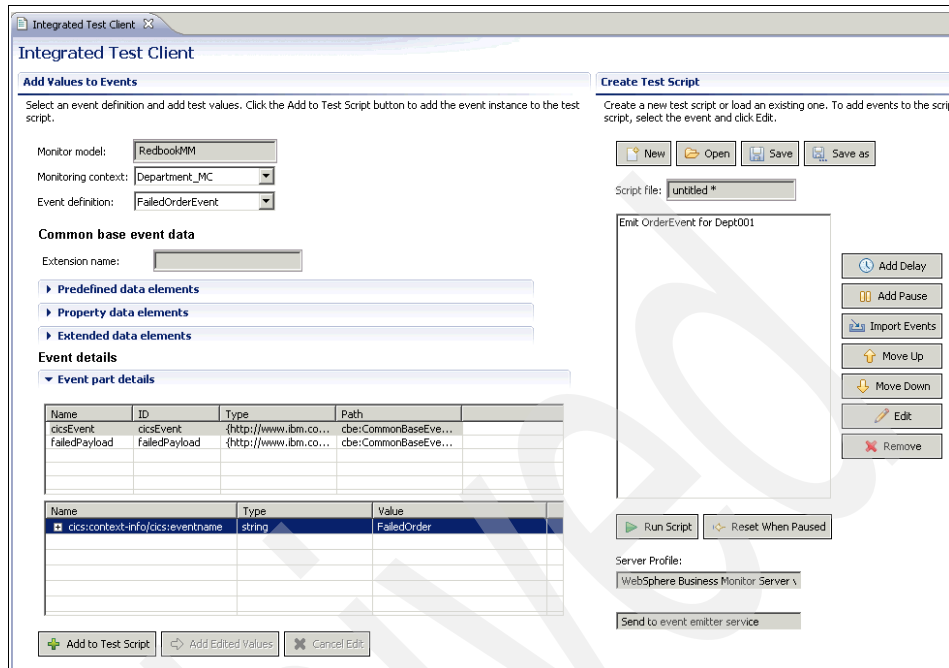 Integrated Test Client
Integrated Test Client
Add Values to Events
Select an event definition and add test values. Click the Add to Test Script button to add the event instance to the test
script.
Monitor model: RedbookMM
Monitoring context: Department_MC
Event definition: FailedOrderEvent
Common base event data
Extension name:
Predefined data elements
Property data elements
Extended data elements
Event details
Event part details
Name ID Type Path
cicsEvent cicsEvent {http://www.ibm.co... cbe:CommonBaseEve...
failedPayload failedPayload {http://www.ibm.co... cbe:CommonBaseEve...
Name Type Value
cics:context-info/cics:eventname string FailedOrder
Add to Test Script Add Edited Values Cancel Edit
Create Test Script
Create a new test script or load an existing one. To add events to the scri
script, select the event and click Edit.
New Open Save Save as
Script file: untitled *
Emit OrderEvent for Dept001
Add Delay
Add Pause
Import Events
Move Up
Move Down
Edit
Remove
Run Script Reset When Paused
Server Profile:
WebSphere Business Monitor Server v
Send to event emitter service